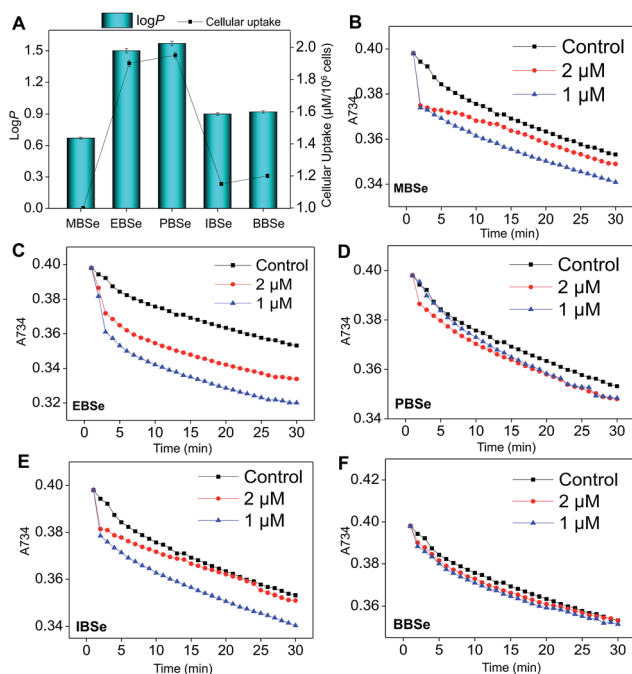 A
logP
Cellular uptake
LogP
1.5
1.2
0.9
0.6
0.3
0.0
2.0
1.8
1.6
1.4
1.2
1.0
Cellular Uptake (μM/10⁶ cells)
MBSe EBSe PBSe IBSe BBSe
B
Control
2 μM
1 μM
A734
0.40
0.38
0.36
0.34
MBSe
0 5 10 15 20 25 30
Time (min)
C
Control
2 μM
1 μM
A734
0.40
0.38
0.36
0.34
0.32
EBSe
0 5 10 15 20 25 30
Time (min)
D
Control
2 μM
1 μM
A734
0.40
0.38
0.36
0.34
PBSe
0 5 10 15 20 25 30
Time (min)
E
Control
2 μM
1 μM
A734
0.40
0.38
0.36
0.34
IBSe
0 5 10 15 20 25 30
Time (min)
F
Control
2 μM
1 μM
A734
0.42
0.40
0.38
0.36
BBSe
0 5 10 15 20 25 30
Time (min)